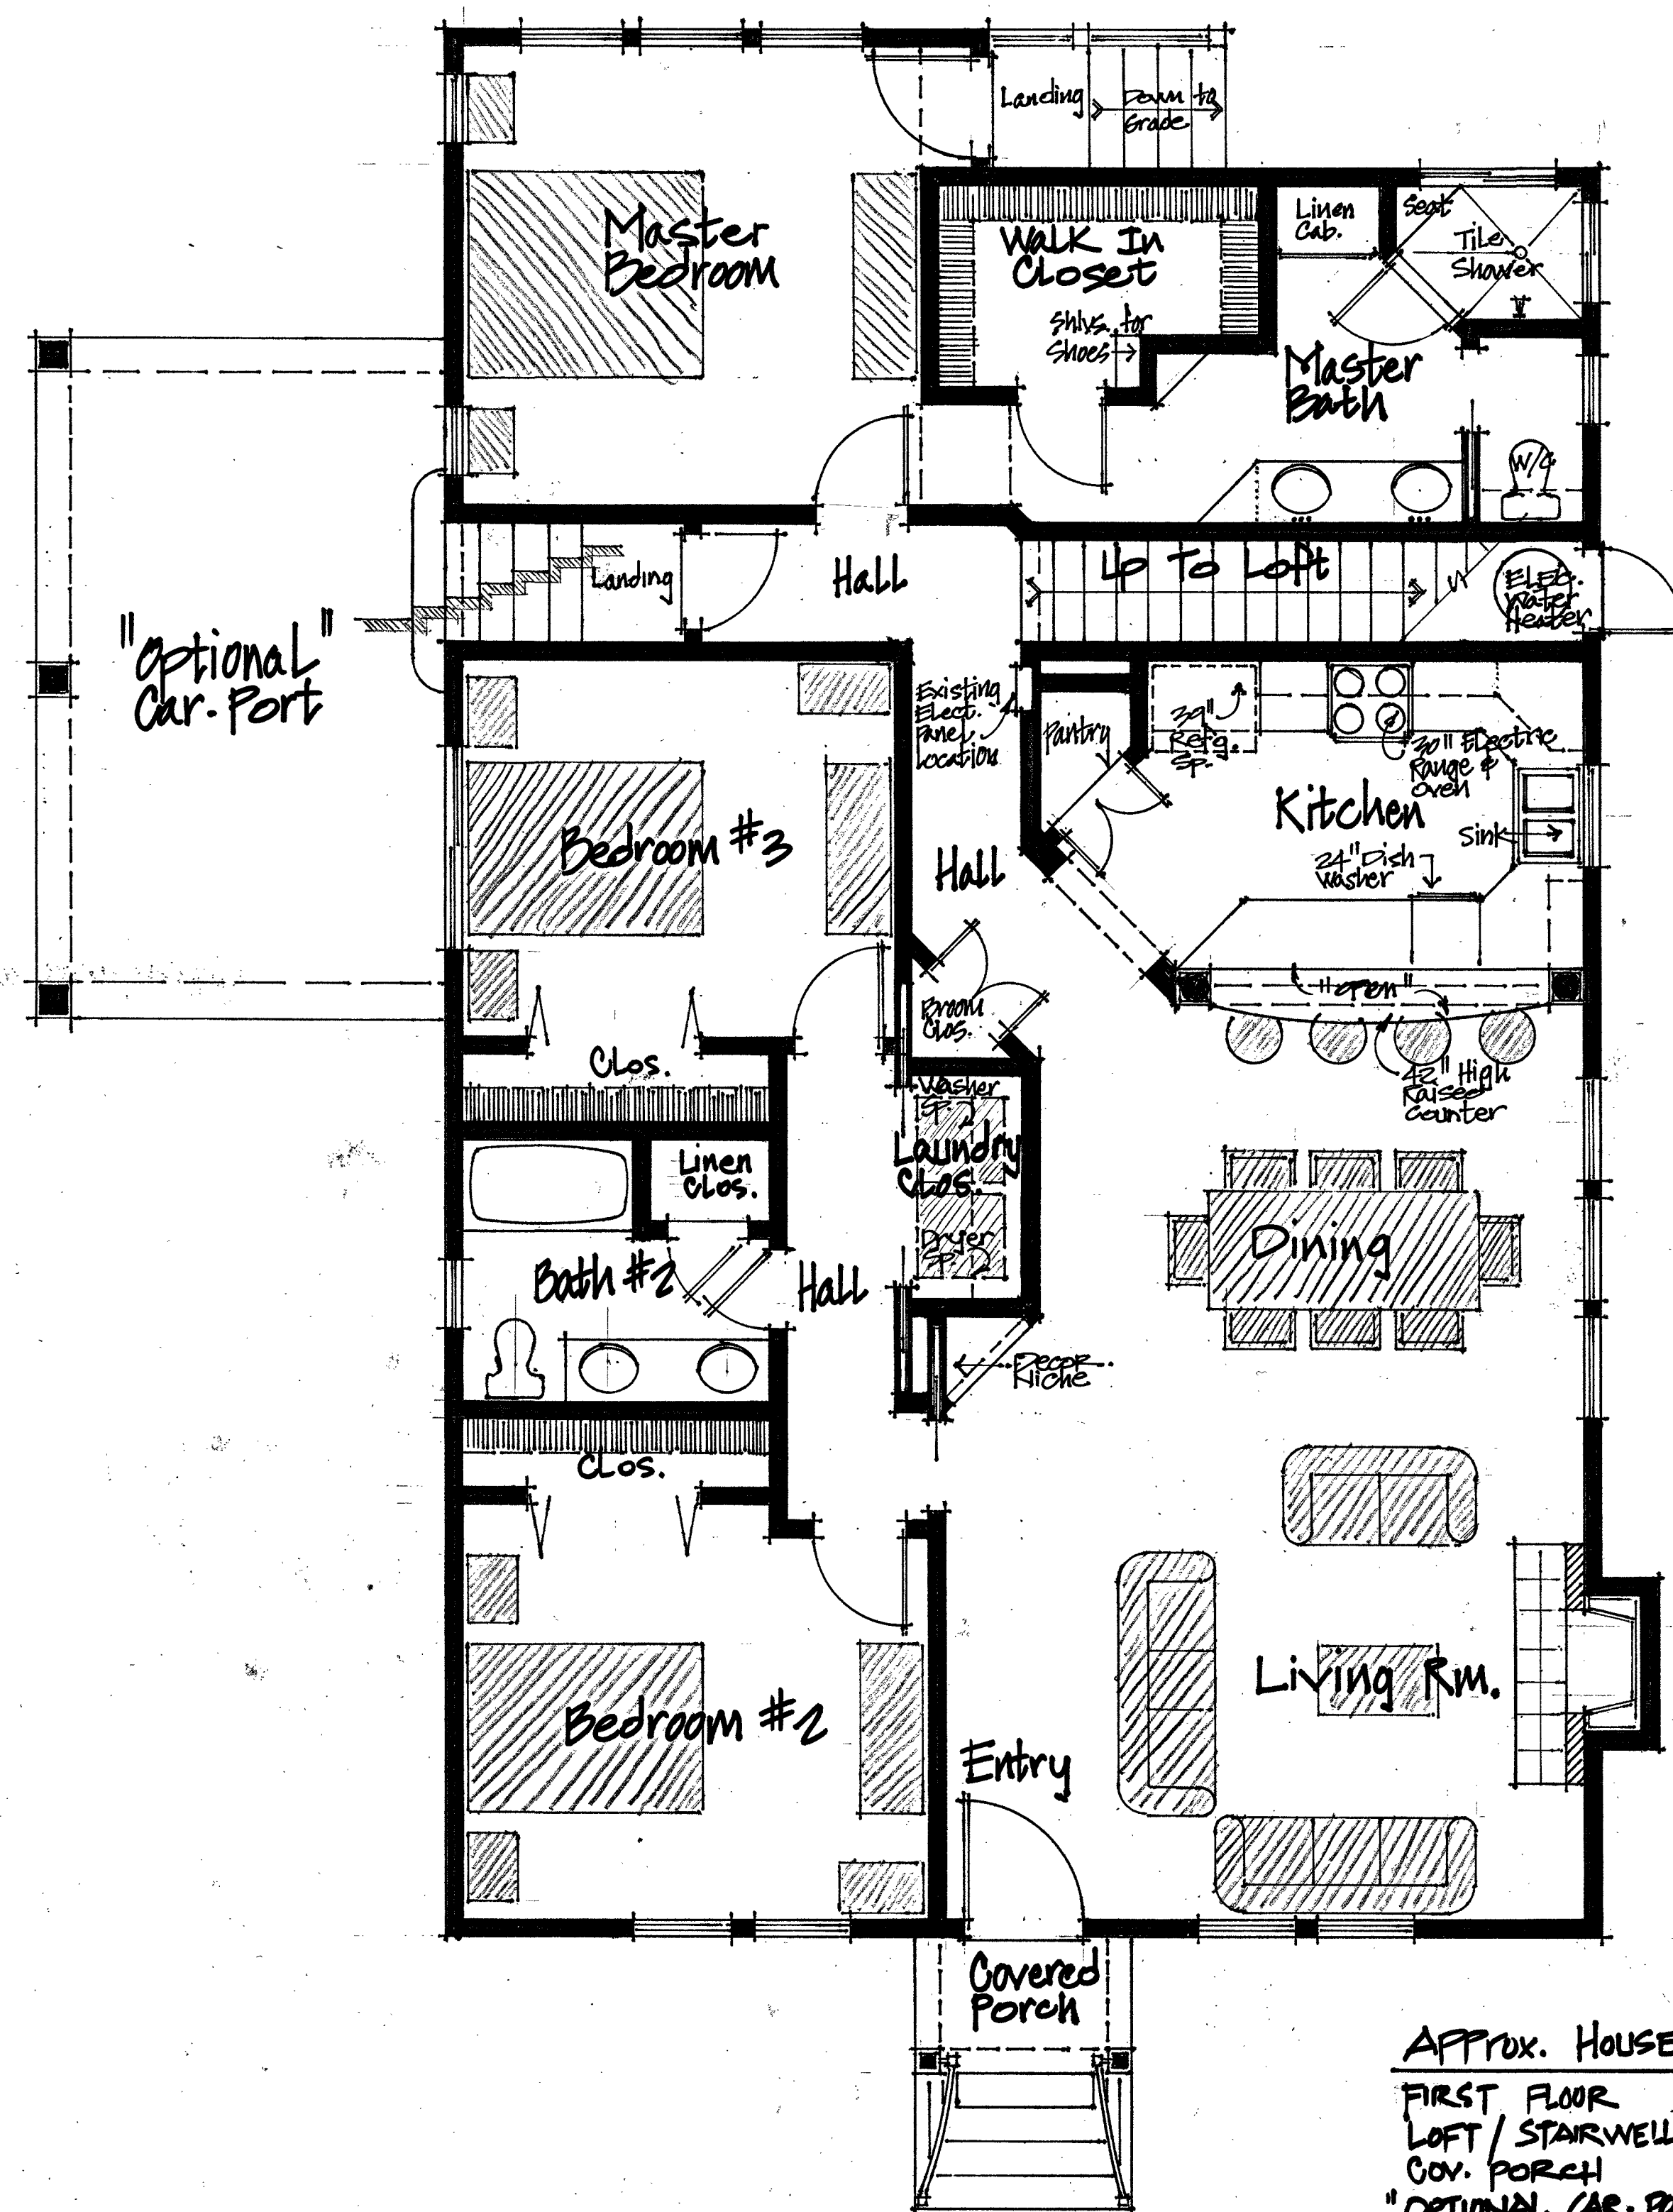 Landing
Down to
Grade
Master
Bedroom
Walk In
Closet
Linen
Cab.
Seat
Tile
Shower
Shlvs. for
Shoes
Master
Bath
W/C
Landing
Hall
Up To Loft
Elec.
Water
Heater
"Optional"
Car-Port
Existing
Elect.
Panel
Location
Pantry
39"
Refg.
Sp.
30" Electric
Range &
Oven
Kitchen
Sink
24" Dish
Washer
Bedroom #3
Hall
Broom
Clos.
"Open"
42" High
Raised
Counter
Clos.
Washer
Sp.
Laundry
Clos.
Dryer
Sp.
Linen
Clos.
Bath #2
Hall
Dining
Decor
Niche
Clos.
Living Rm.
Bedroom #2
Entry
Covered
Porch
Approx. House
FIRST FLOOR
LOFT / STAIRWELL
COV. PORCH
"OPTIONAL CAR-PO